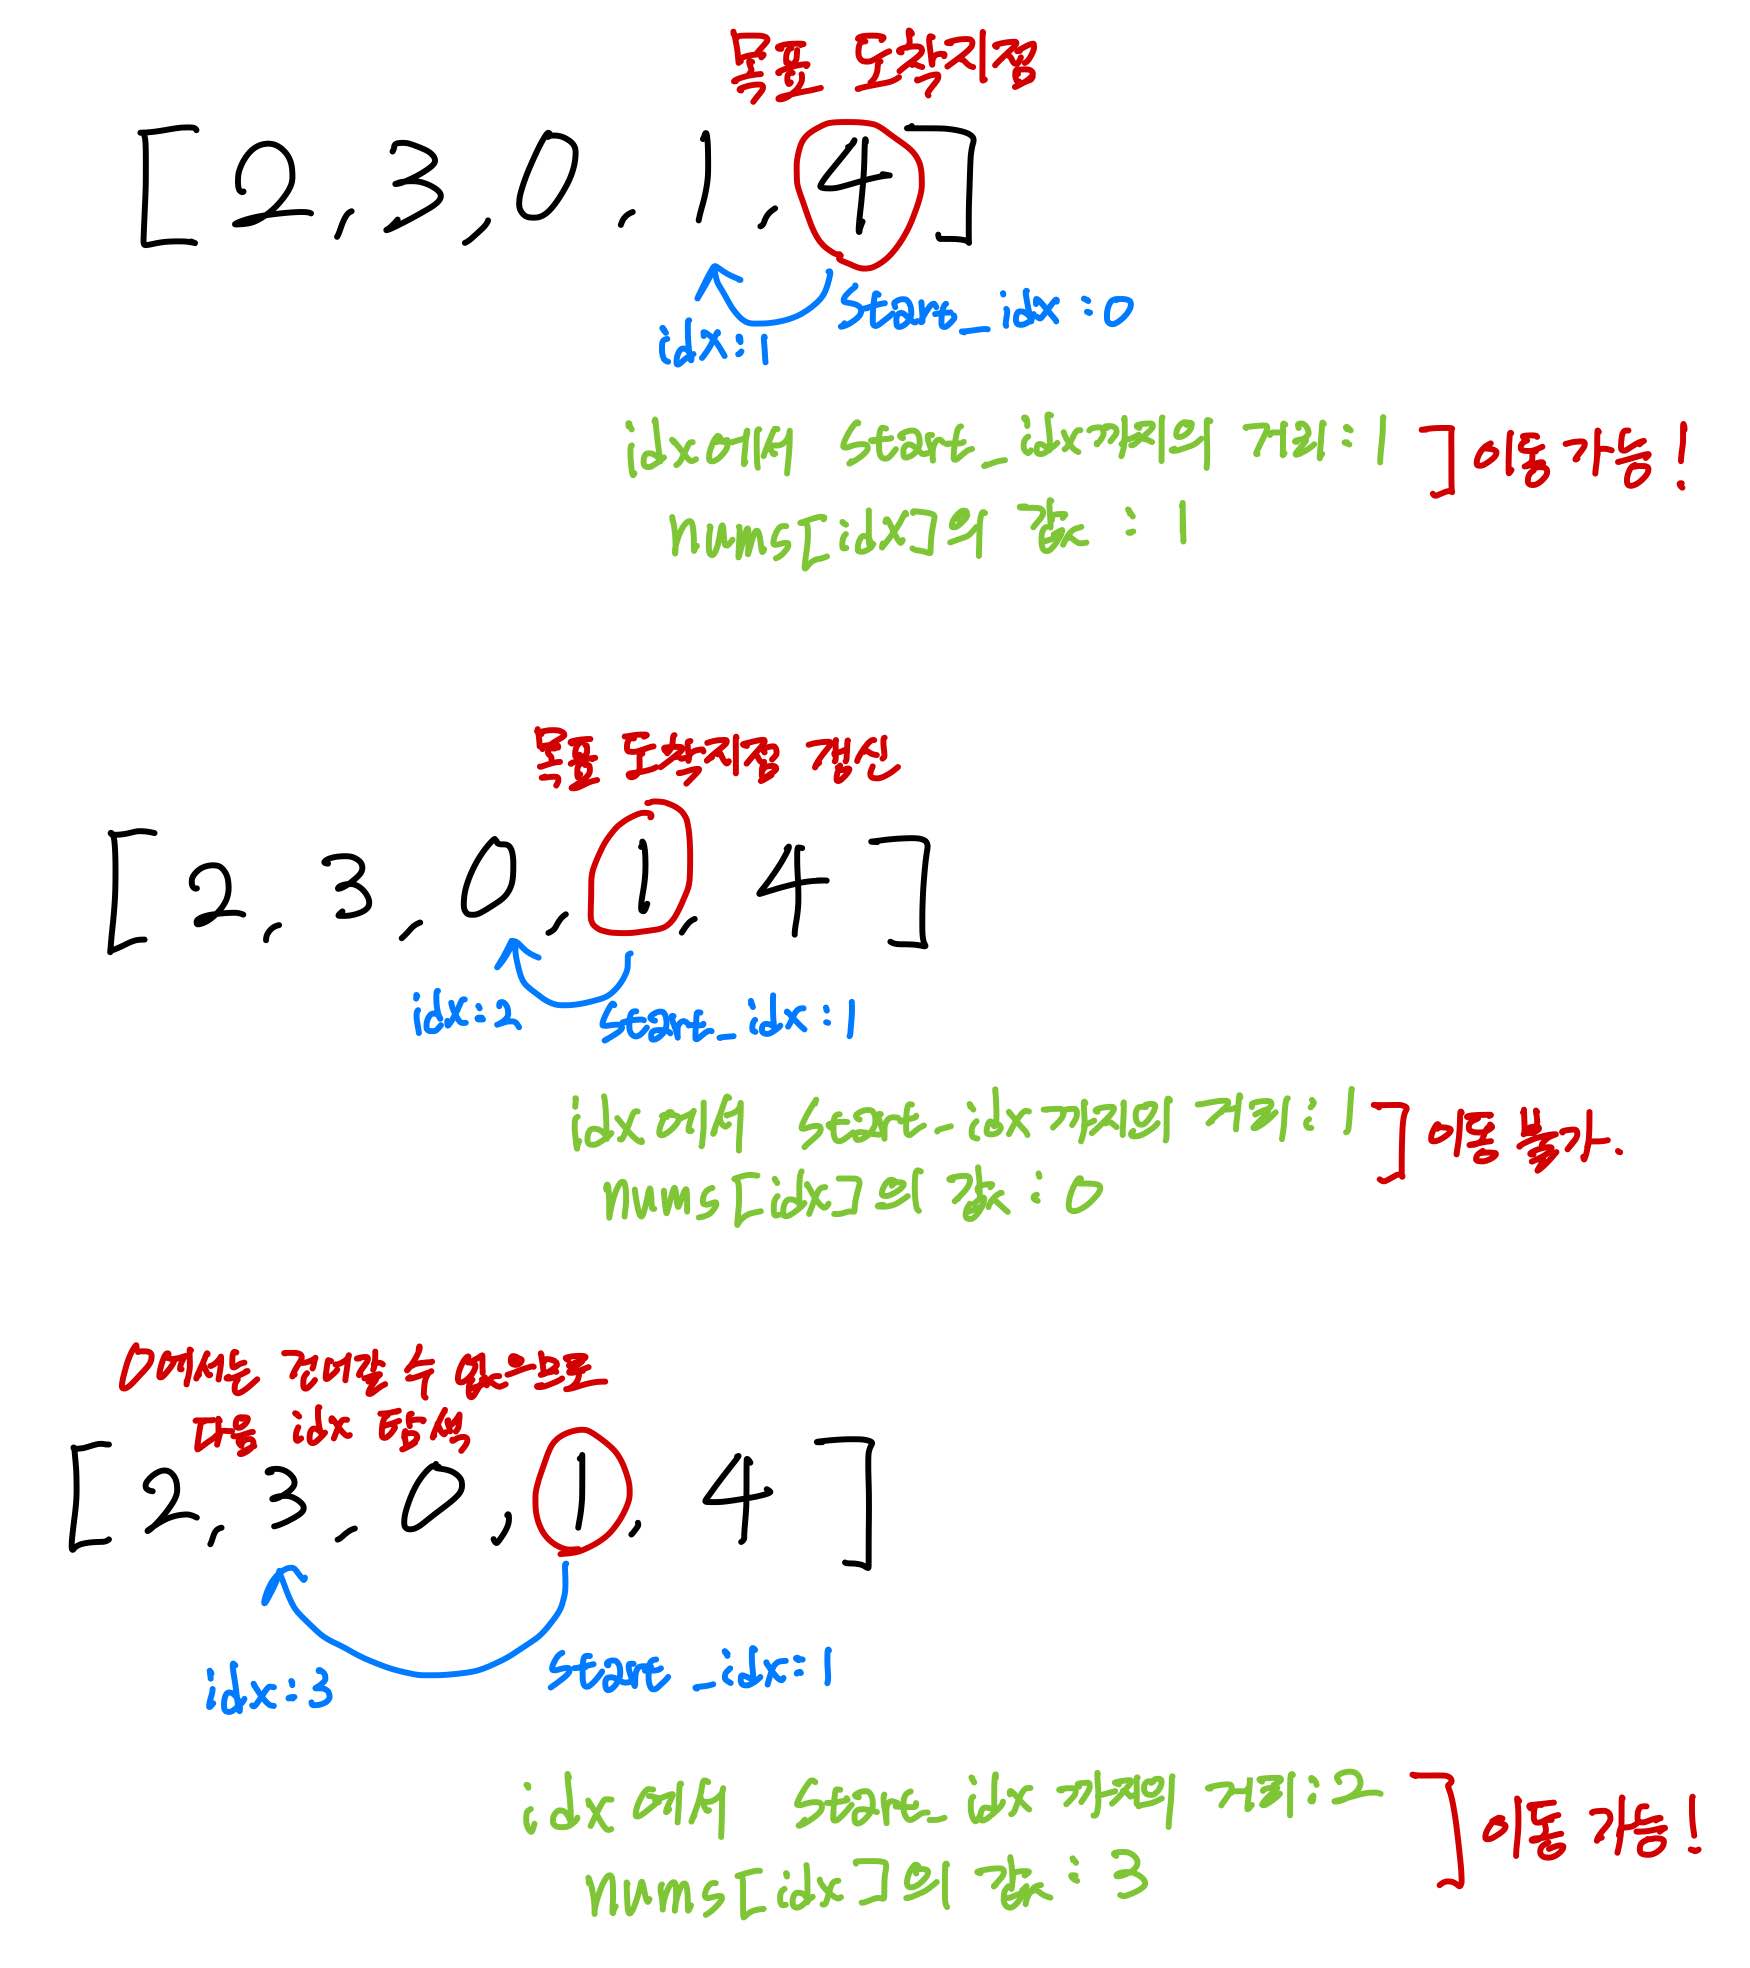 목표 도착지점
[2,3,0,1,4]
start_idx:0
idx:1
idx에서 start_idx까지의 거리:1 ] 이동 가능!
nums[idx]의 값 : 1
목표 도착지점 갱신
[2,3,0,1,4]
idx:2 start_idx:1
idx에서 start_idx까지의 거리:1 ] 이동 불가.
nums[idx]의 값:0
0에서는 건너갈 수 없으므로
다음 idx 탐색
[2,3,0,1,4]
idx:3 start_idx:1
idx에서 start_idx까지의 거리:2 ] 이동 가능!
nums[idx]의 값:3